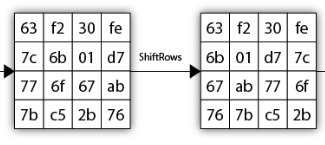 63 f2 30 fe
7c 6b 01 d7
77 6f 67 ab
7b c5 2b 76
ShiftRows
63 f2 30 fe
6b 01 d7 7c
67 ab 77 6f
76 7b c5 2b